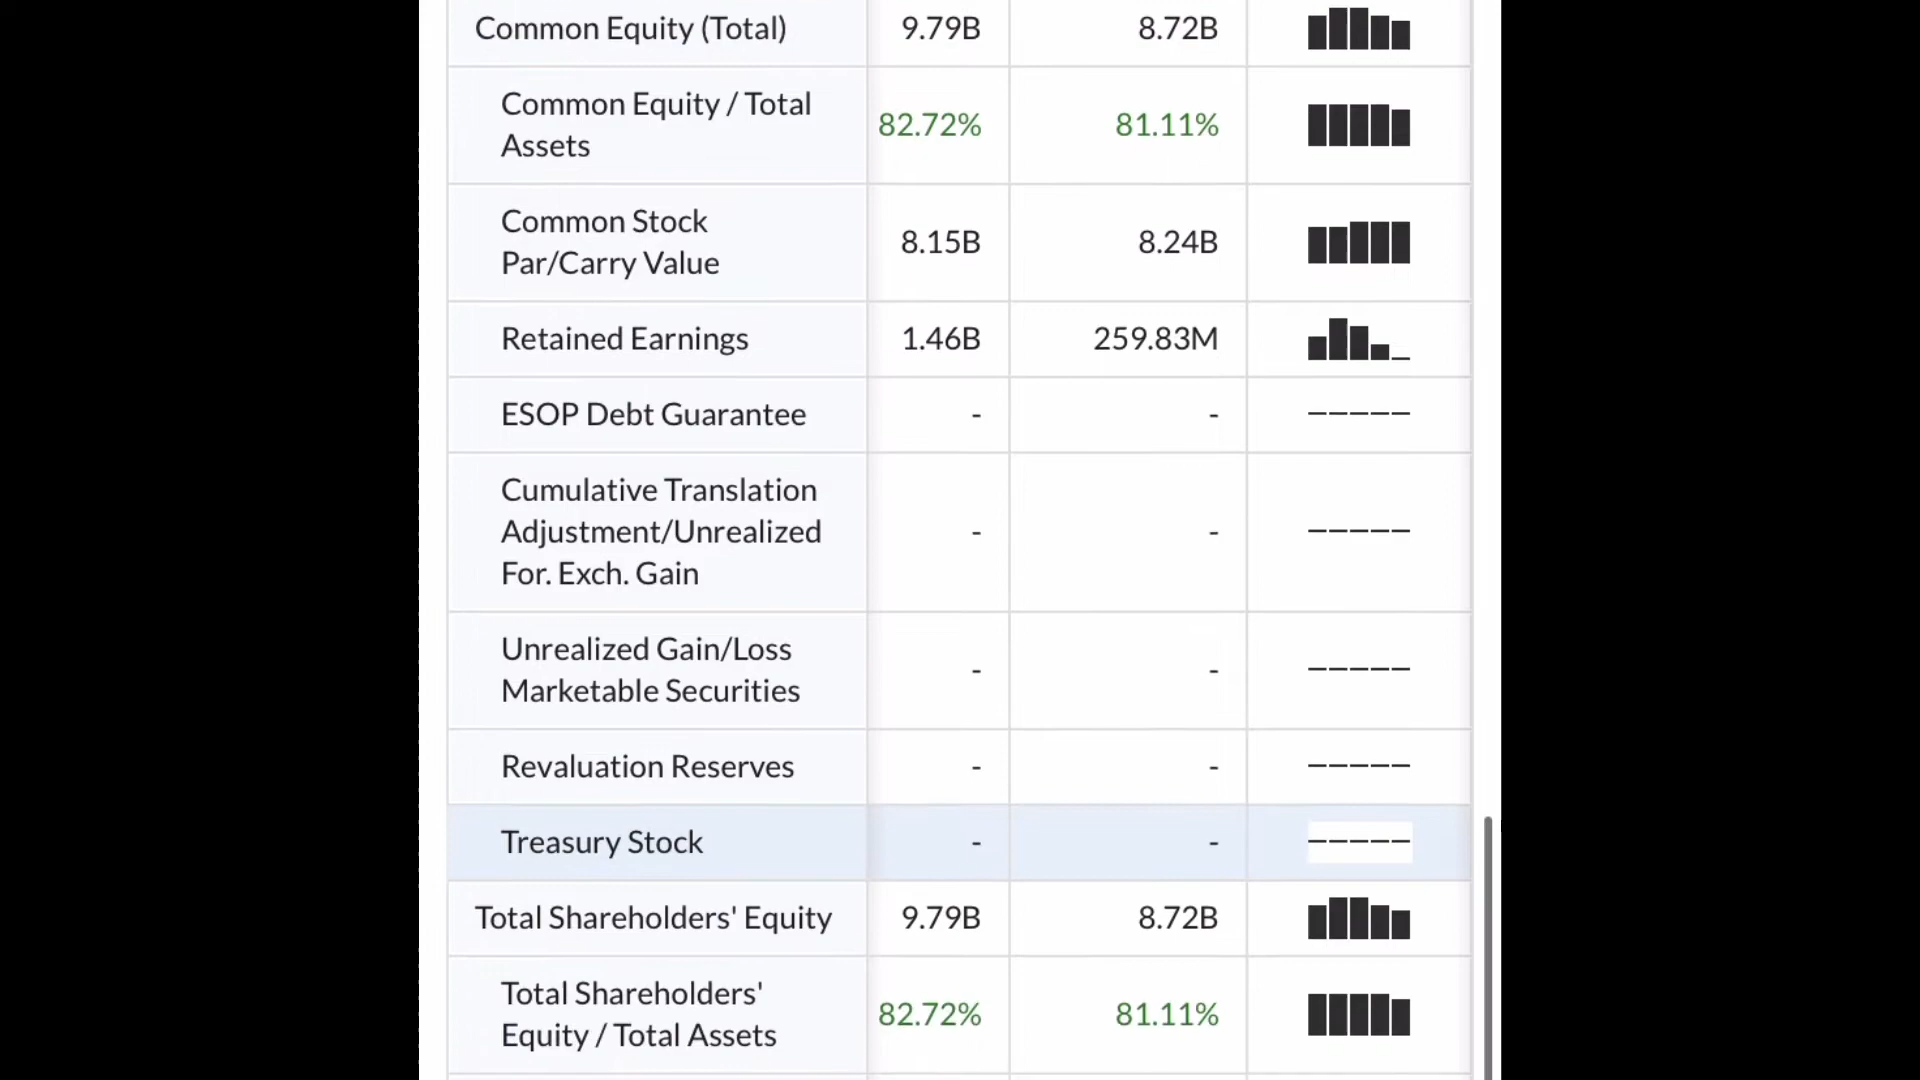 Common Equity (Total) 9.79B 8.72B
Common Equity / Total
Assets 82.72% 81.11%
Common Stock
Par/Carry Value 8.15B 8.24B
Retained Earnings 1.46B 259.83M
ESOP Debt Guarantee - -
Cumulative Translation
Adjustment/Unrealized - -
For. Exch. Gain
Unrealized Gain/Loss
Marketable Securities - -
Revaluation Reserves - -
Treasury Stock - -
Total Shareholders' Equity 9.79B 8.72B
Total Shareholders'
Equity / Total Assets 82.72% 81.11%